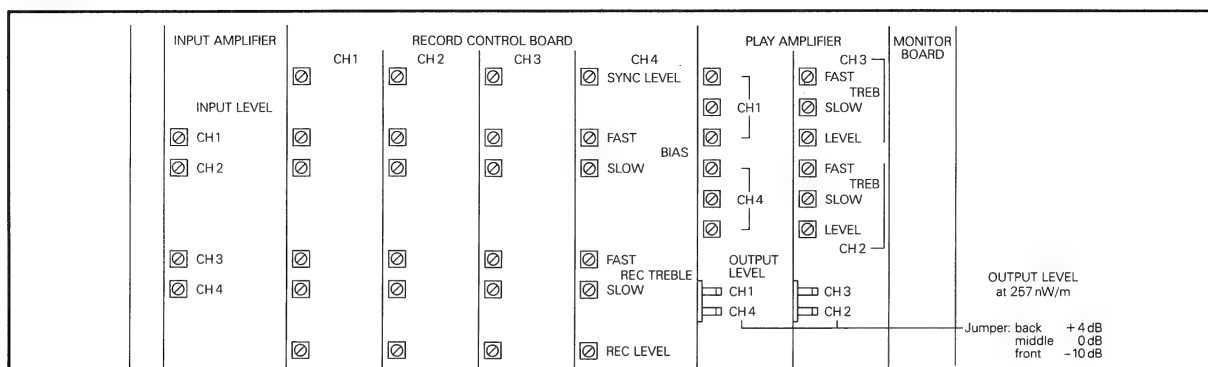 INPUT AMPLIFIER
RECORD CONTROL BOARD
PLAY AMPLIFIER
MONITOR
BOARD
CH1
CH2
CH3
CH4
CH3
SYNC LEVEL
FAST
TREB
INPUT LEVEL
CH1
SLOW
CH1
FAST
LEVEL
BIAS
CH2
SLOW
FAST
TREB
CH4
SLOW
LEVEL
CH2
CH3
FAST
OUTPUT
LEVEL
REC TREBLE
CH4
SLOW
CH1
CH3
CH4
CH2
OUTPUT LEVEL
at 257 nW/m
Jumper: back +4 dB
middle 0 dB
front -10 dB
REC LEVEL